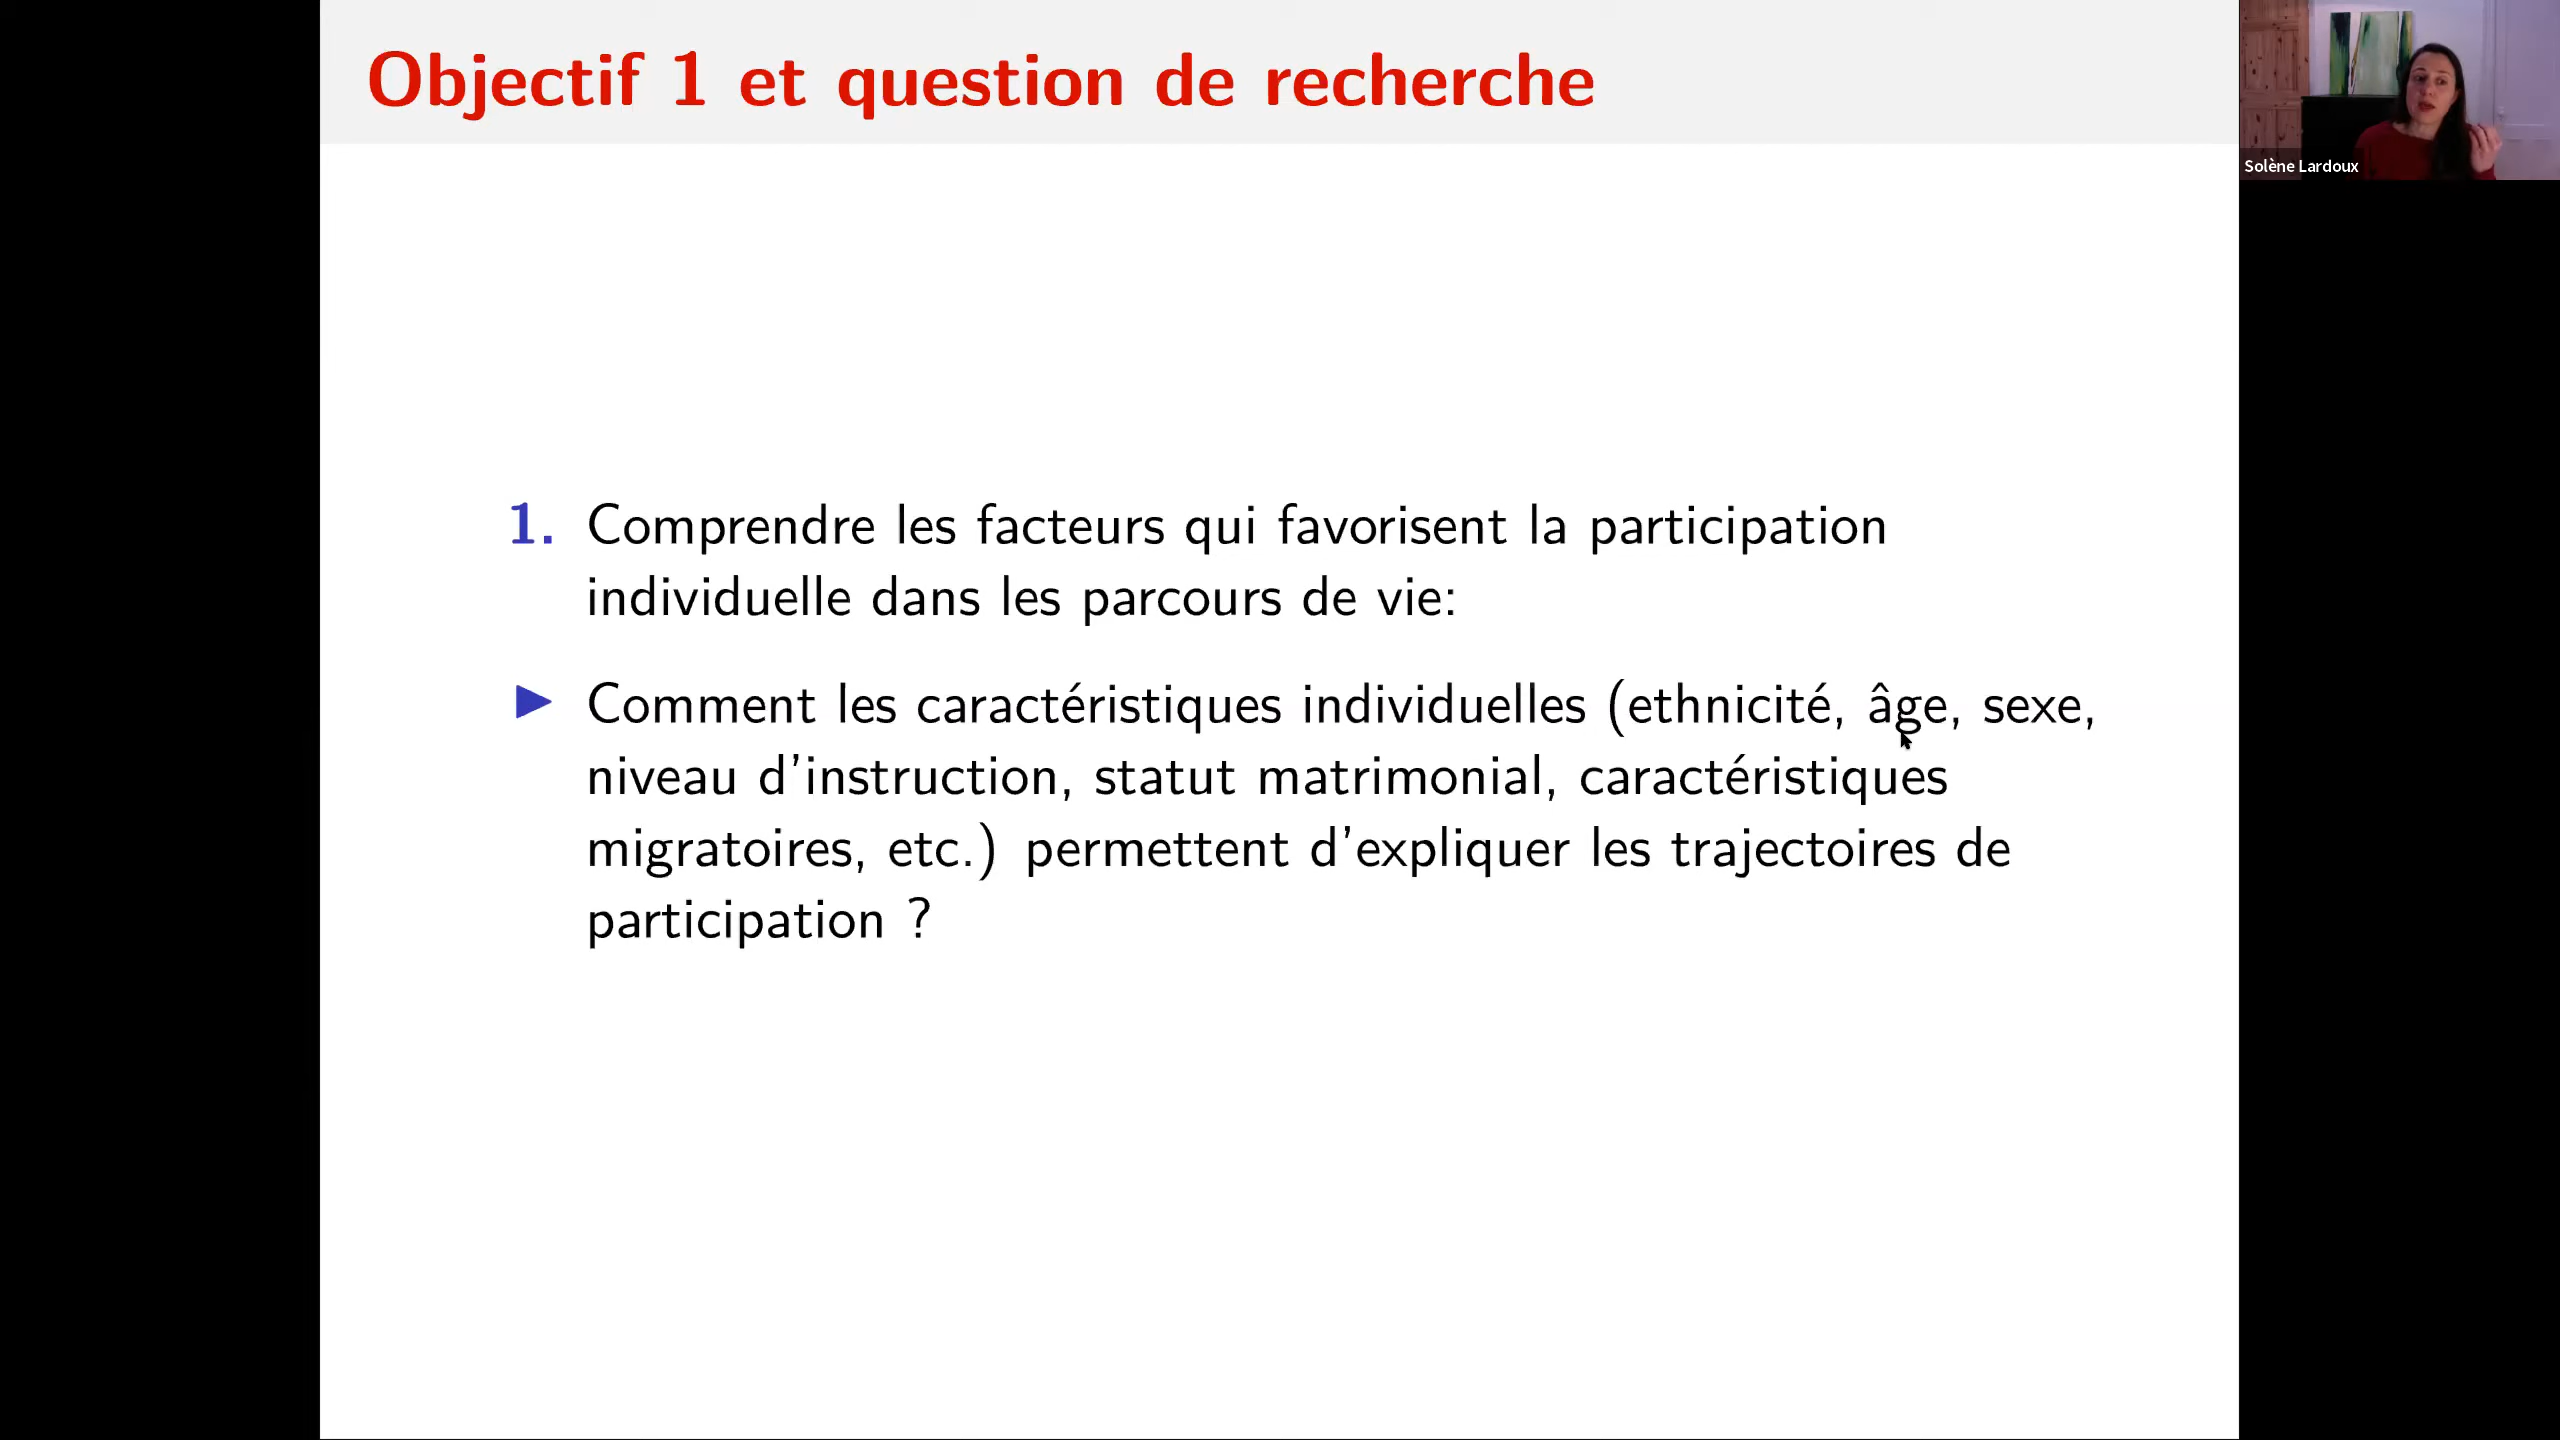 Objectif 1 et question de recherche
Solène Lardoux
1. Comprendre les facteurs qui favorisent la participation
individuelle dans les parcours de vie:
Comment les caractéristiques individuelles (ethnicité, âge, sexe,
niveau d'instruction, statut matrimonial, caractéristiques
migratoires, etc.) permettent d'expliquer les trajectoires de
participation ?